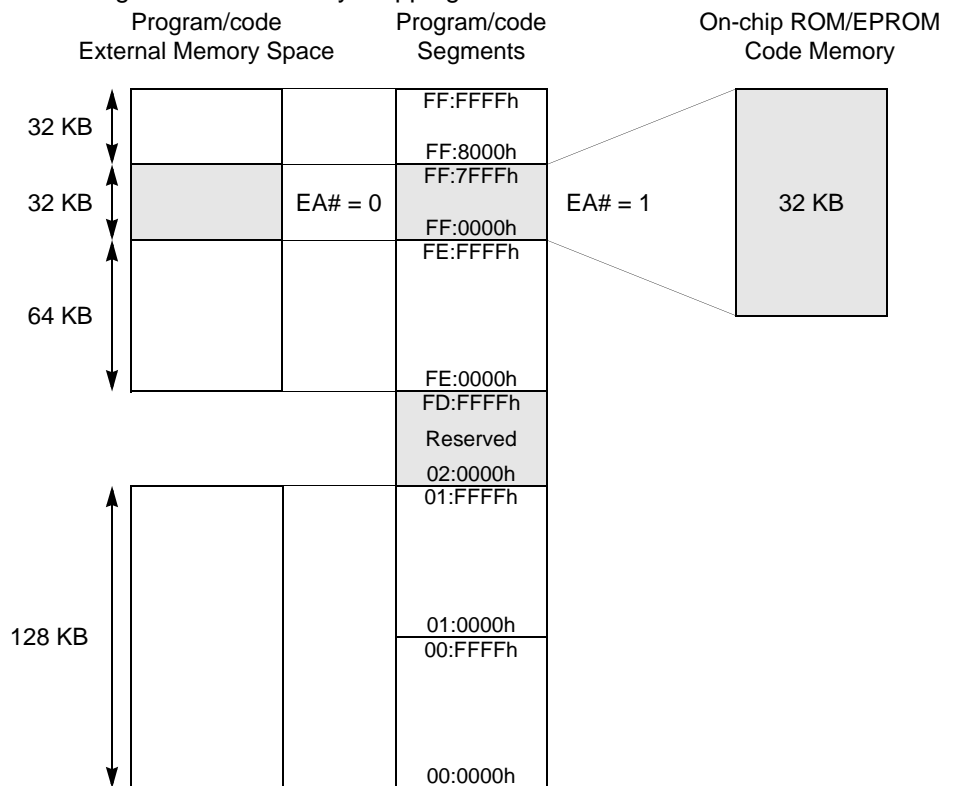 Program/code
External Memory Space
Program/code
Segments
On-chip ROM/EPROM
Code Memory
32 KB
FF:FFFFh
FF:8000h
32 KB
EA# = 0
FF:7FFFh
FF:0000h
EA# = 1
32 KB
64 KB
FE:FFFFh
FE:0000h
FD:FFFFh
Reserved
02:0000h
128 KB
01:FFFFh
01:0000h
00:FFFFh
00:0000h